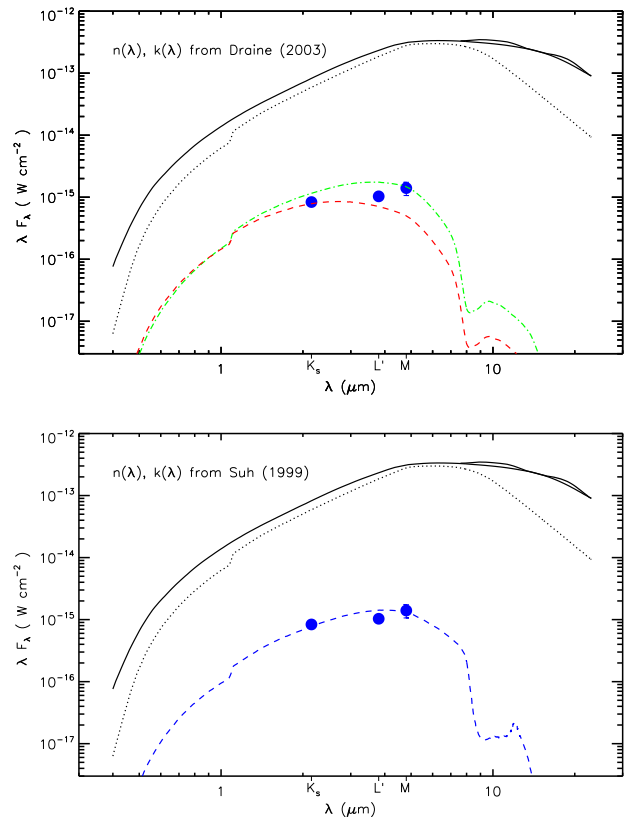 n(λ), k(λ) from Draine (2003)
λ F_λ ( W cm^{-2})
10^{-12}
10^{-13}
10^{-14}
10^{-15}
10^{-16}
10^{-17}
1
10
K_s
L'
M
λ (μm)
n(λ), k(λ) from Suh (1999)
λ F_λ ( W cm^{-2})
10^{-12}
10^{-13}
10^{-14}
10^{-15}
10^{-16}
10^{-17}
1
10
K_s
L'
M
λ (μm)